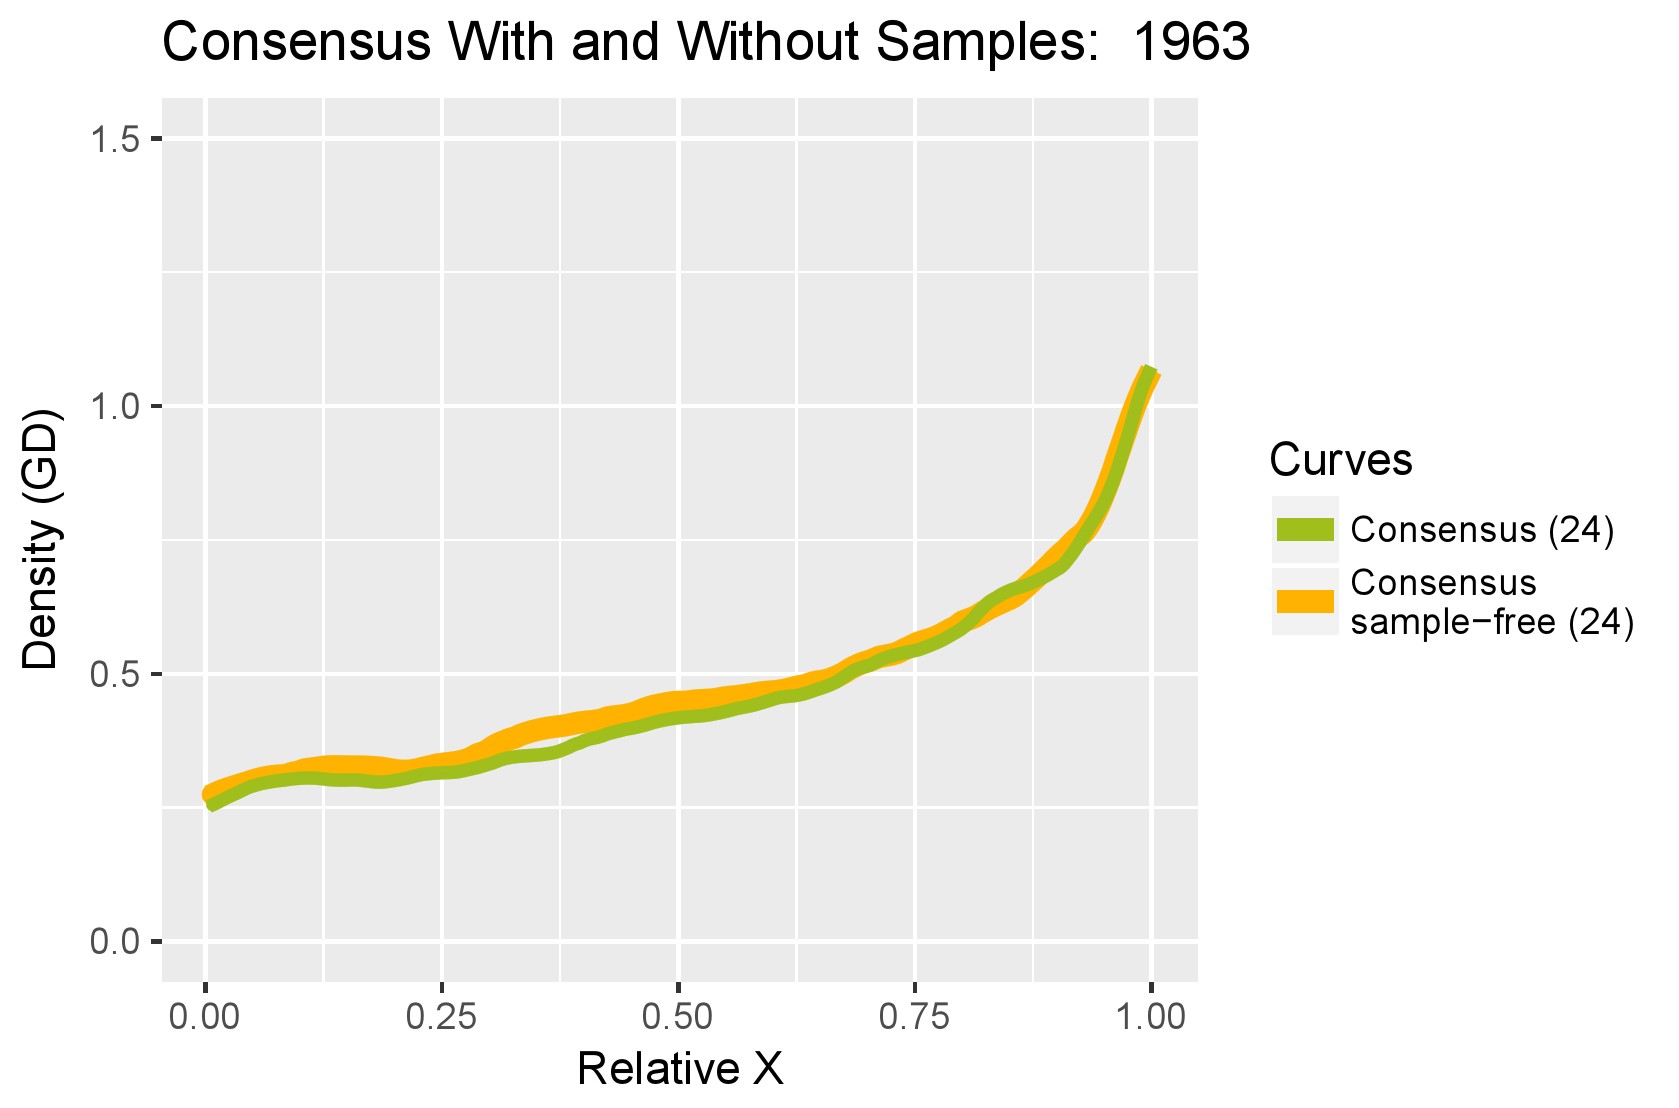 Consensus With and Without Samples:  1963
Density (GD)
1.5
1.0
0.5
0.0
0.00 0.25 0.50 0.75 1.00
Relative X
Curves
Consensus (24)
Consensus
sample−free (24)